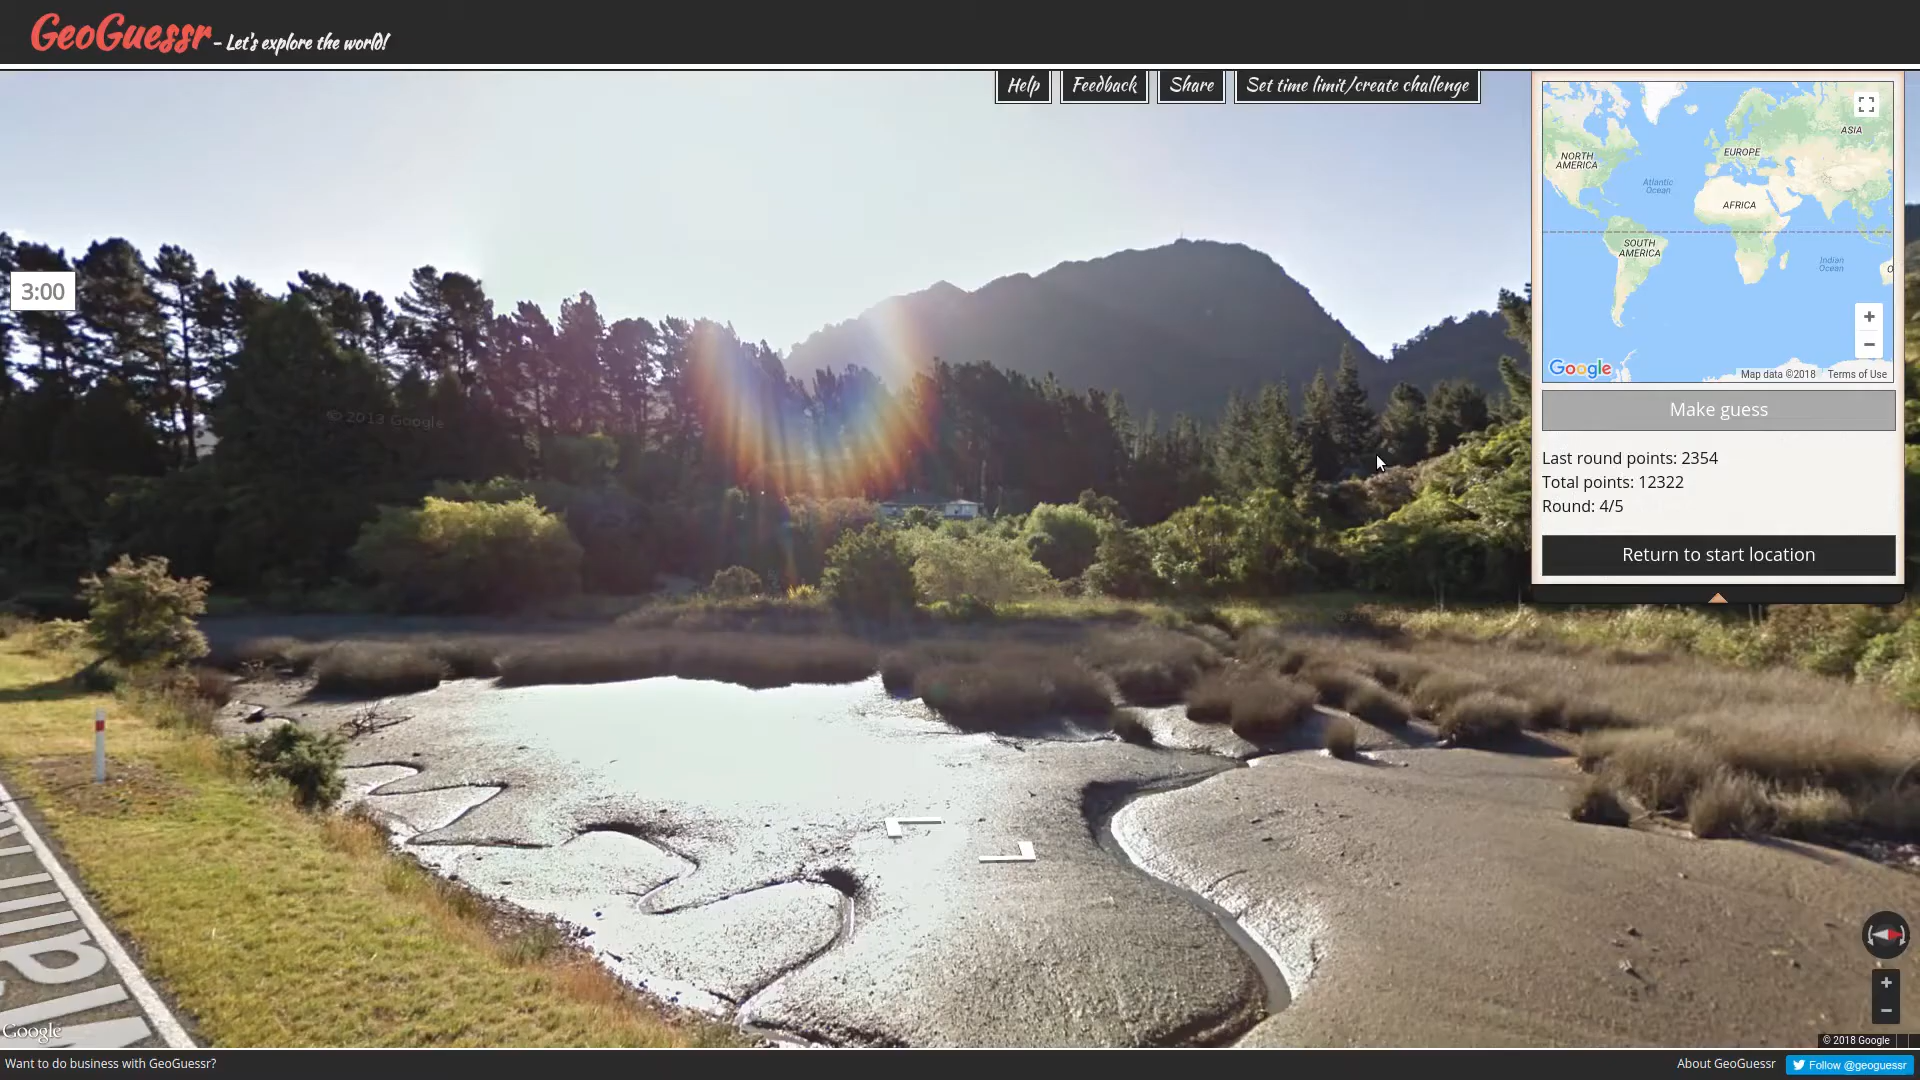 GeoGuessr - Let's explore the world!
Help
Feedback
Share
Set time limit/create challenge
3:00
NORTH
AMERICA
Atlantic
Ocean
EUROPE
ASIA
AFRICA
SOUTH
AMERICA
Indian
Ocean
O
+
−
Google
Map data ©2018
Terms of Use
Make guess
Last round points: 2354
Total points: 12322
Round: 4/5
Return to start location
© 2013 Google
+
−
Google
© 2018 Google
Want to do business with GeoGuessr?
About GeoGuessr
Follow @geoguessr